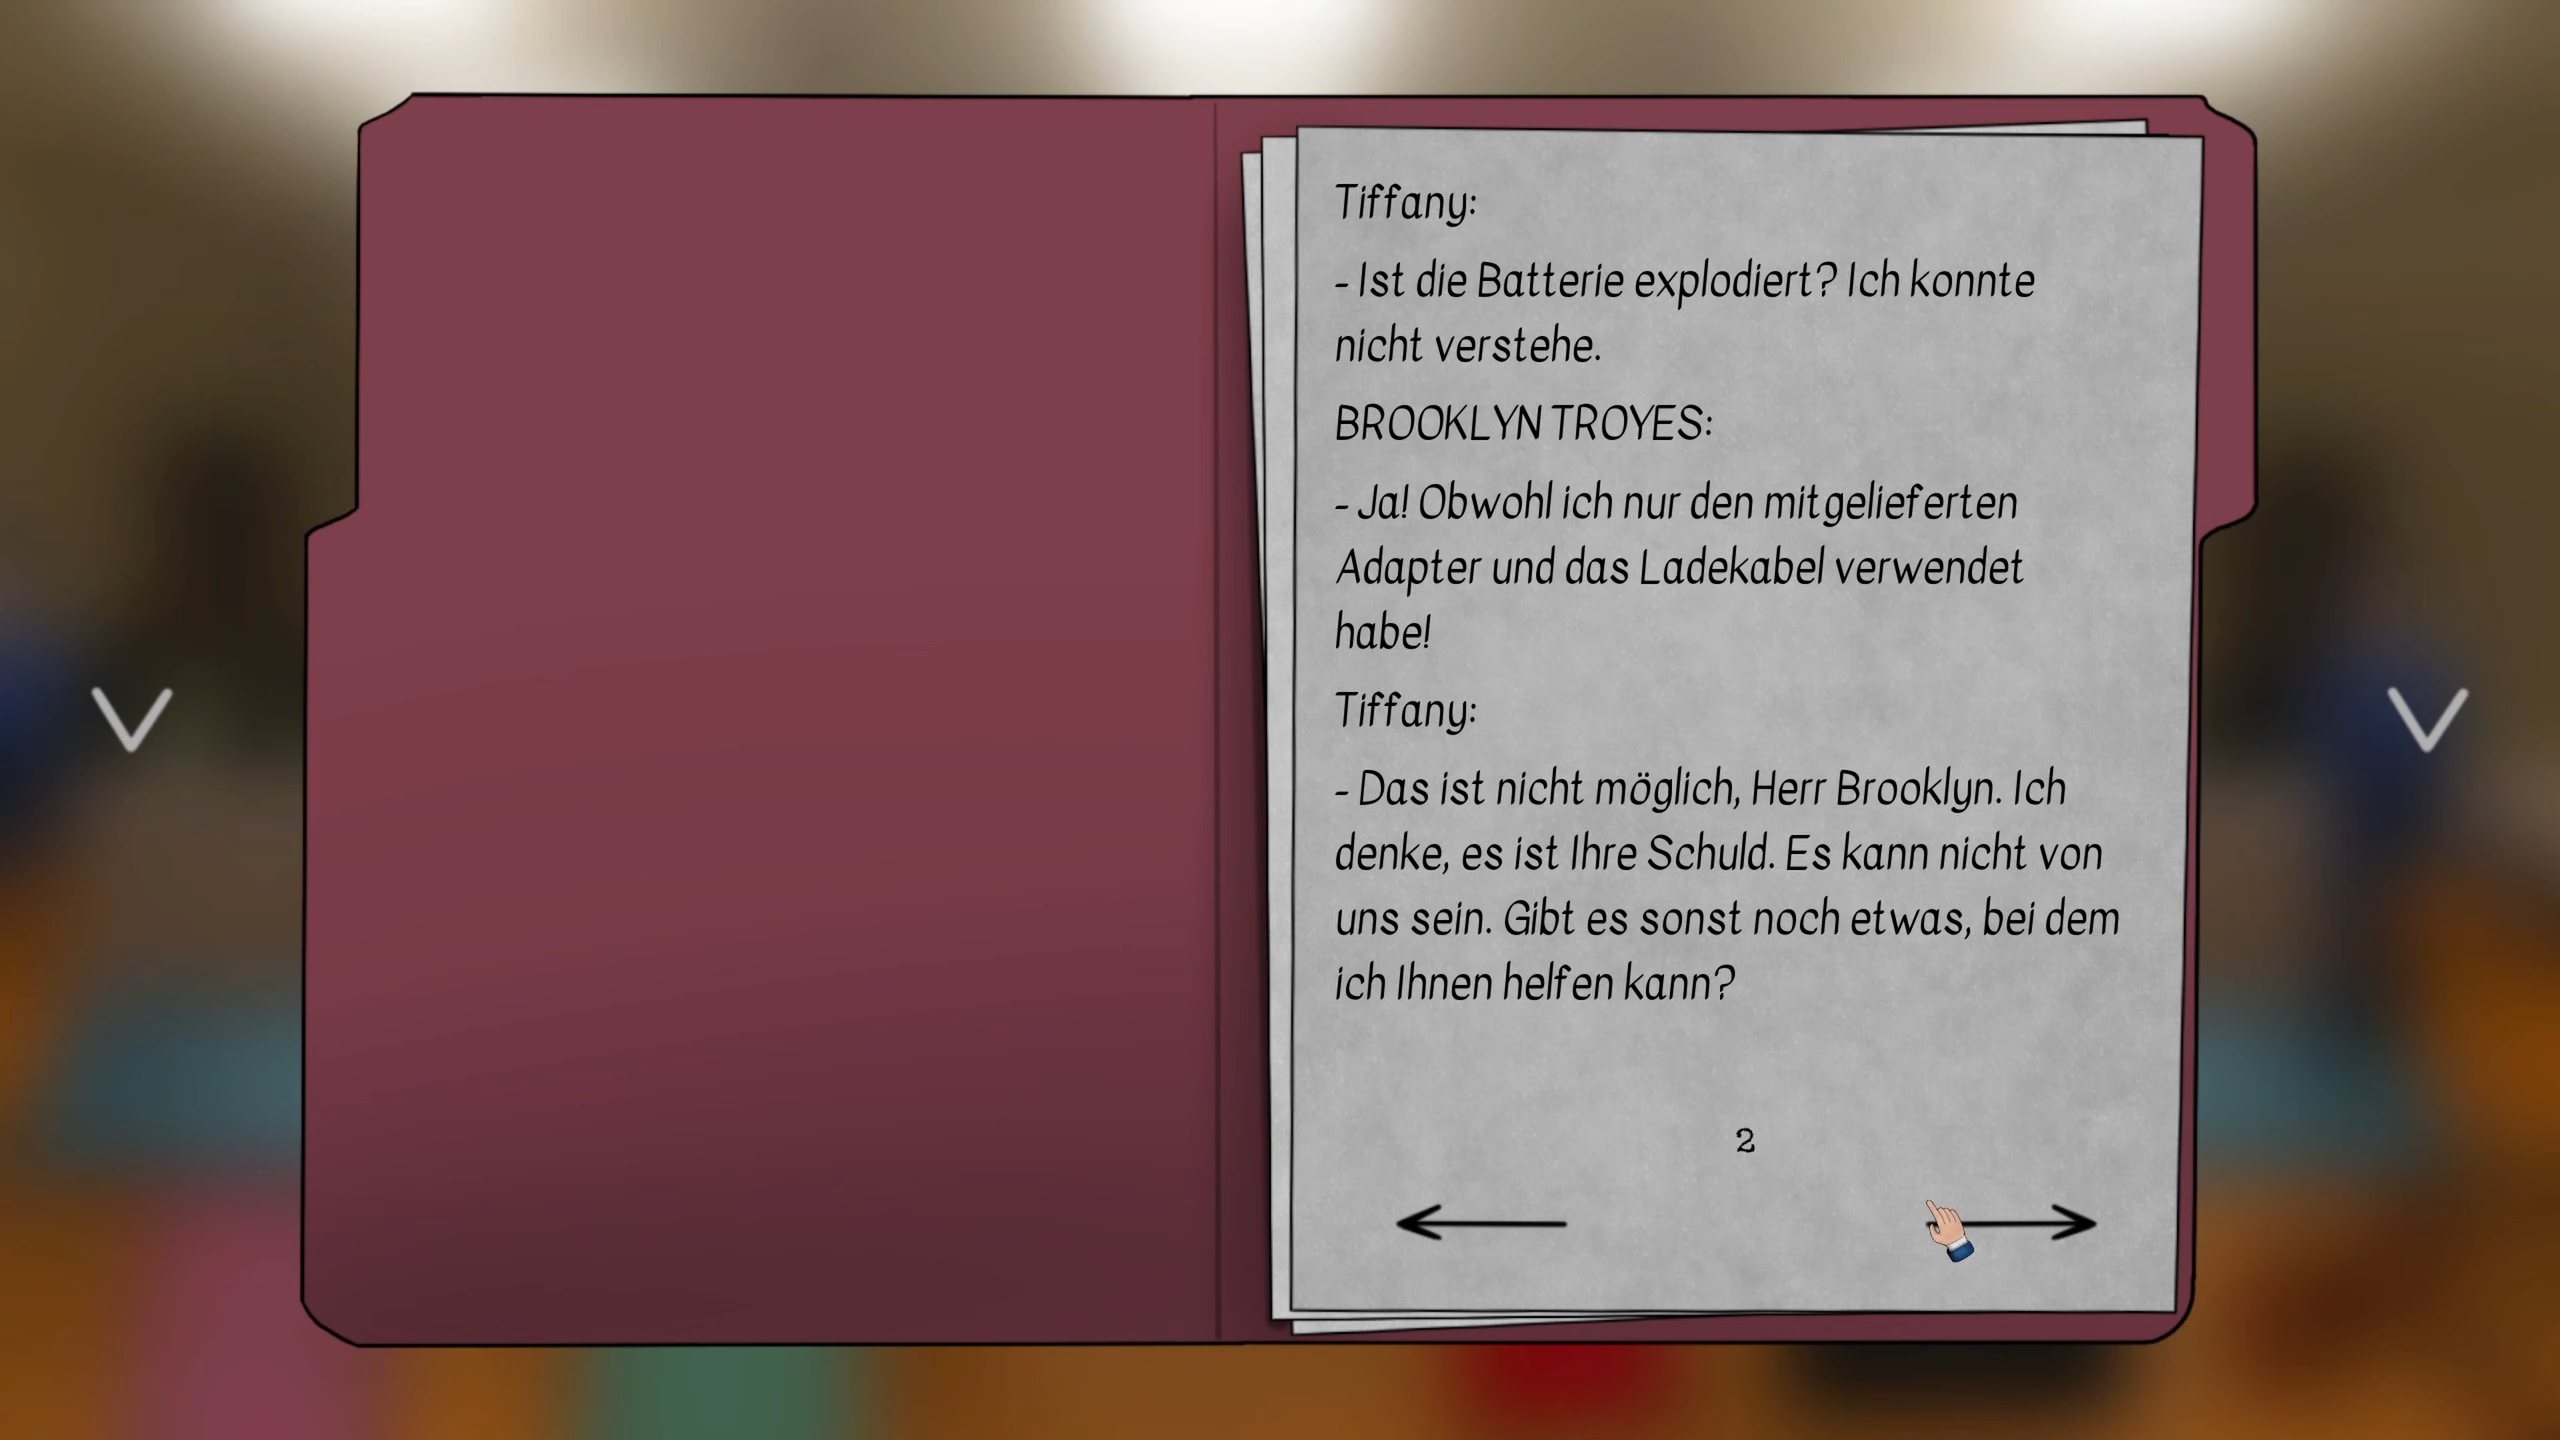 Tiffany:
- Ist die Batterie explodiert? Ich konnte
nicht verstehe.
BROOKLYN TROYES:
- Ja! Obwohl ich nur den mitgelieferten
Adapter und das Ladekabel verwendet
habe!
Tiffany:
- Das ist nicht möglich, Herr Brooklyn. Ich
denke, es ist Ihre Schuld. Es kann nicht von
uns sein. Gibt es sonst noch etwas, bei dem
ich Ihnen helfen kann?
2